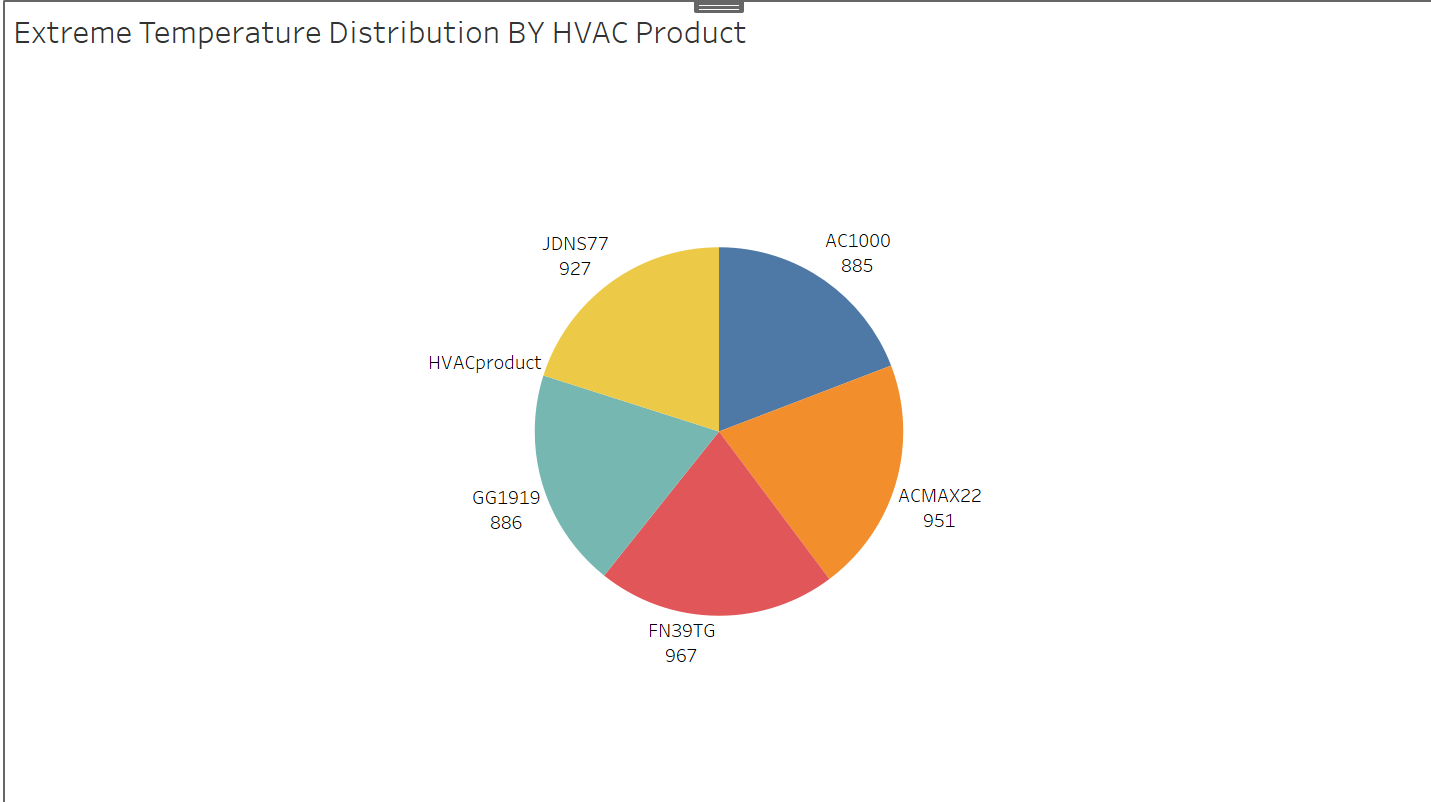 Extreme Temperature Distribution BY HVAC Product
JDNS77
927
AC1000
885
HVACproduct
GG1919
886
ACMAX22
951
FN39TG
967